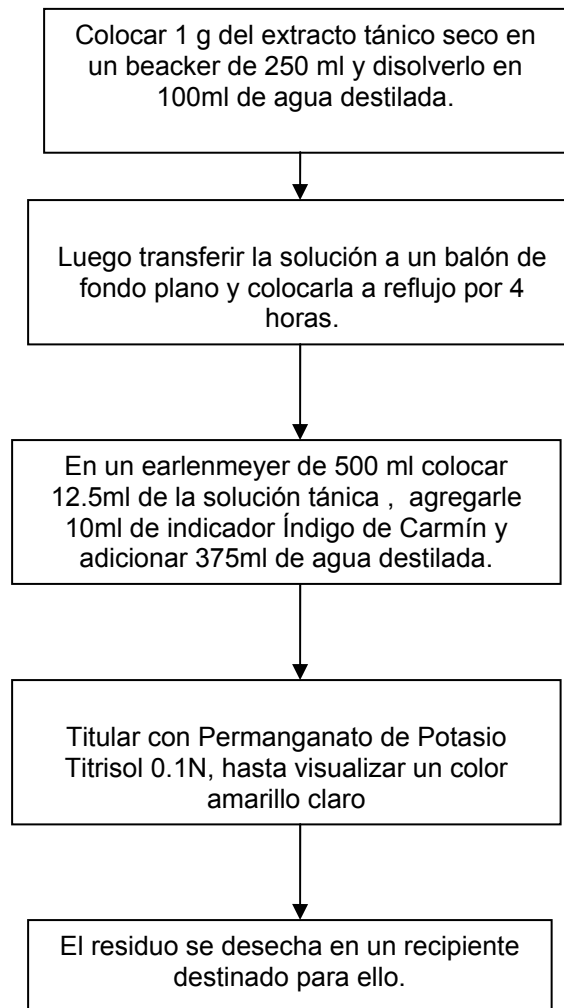 Colocar 1 g del extracto tánico seco en
un beacker de 250 ml y disolverlo en
100ml de agua destilada.
Luego transferir la solución a un balón de
fondo plano y colocarla a reflujo por 4
horas.
En un earlenmeyer de 500 ml colocar
12.5ml de la solución tánica , agregarle
10ml de indicador Índigo de Carmín y
adicionar 375ml de agua destilada.
Titular con Permanganato de Potasio
Titrisol 0.1N, hasta visualizar un color
amarillo claro
El residuo se desecha en un recipiente
destinado para ello.